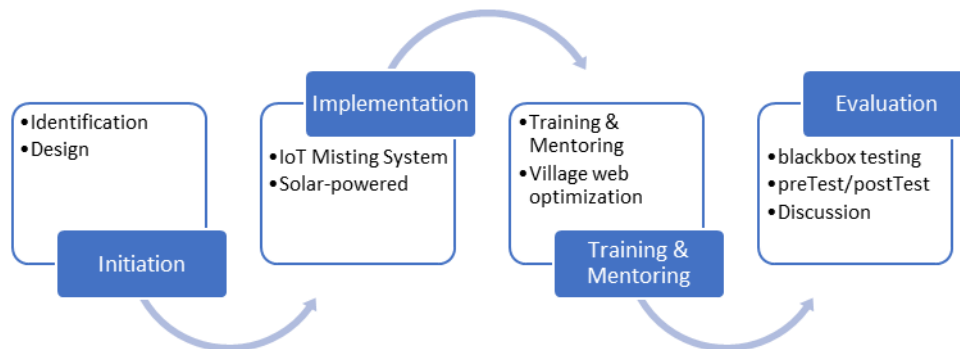 •Identification
•Design
Initiation
Implementation
•IoT Misting System
•Solar-powered
•Training &
Mentoring
•Village web
optimization
Training &
Mentoring
Evaluation
•blackbox testing
•preTest/postTest
•Discussion